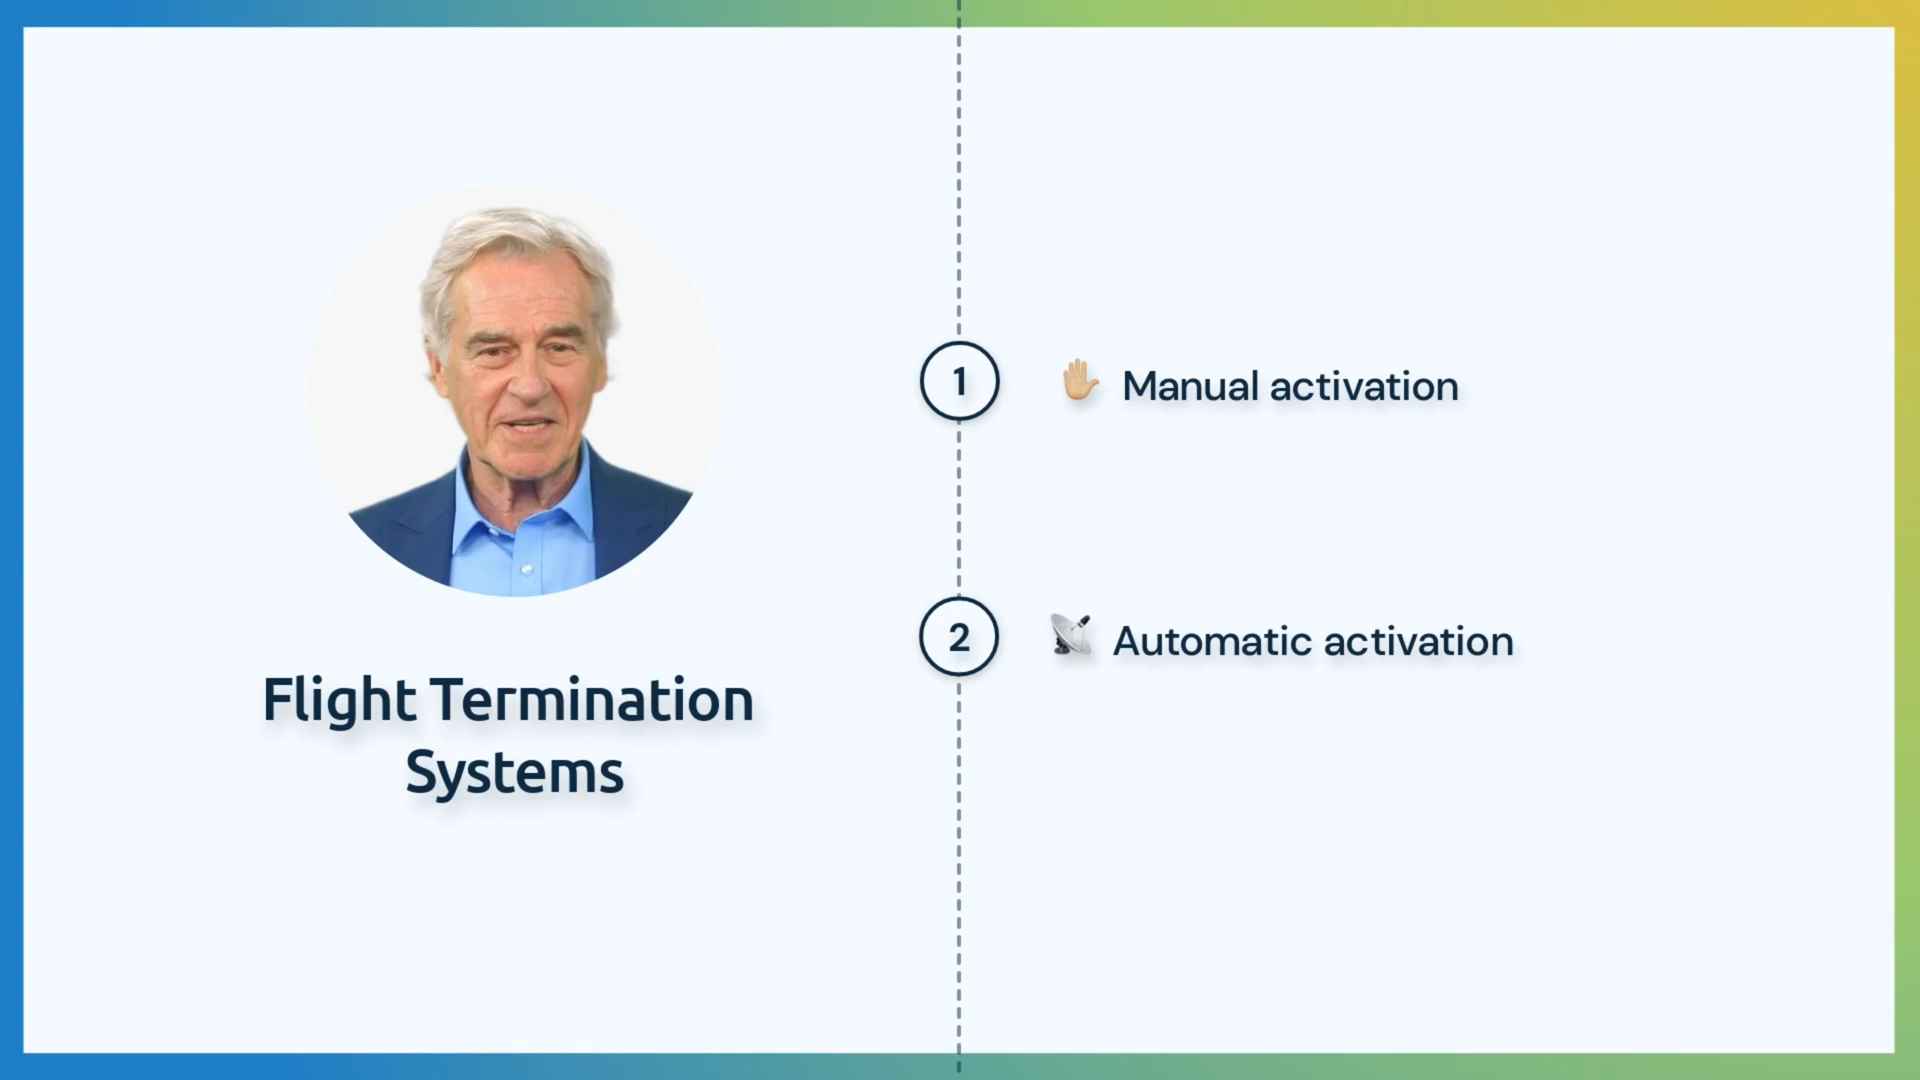 Flight Termination
Systems
1
Manual activation
2
Automatic activation